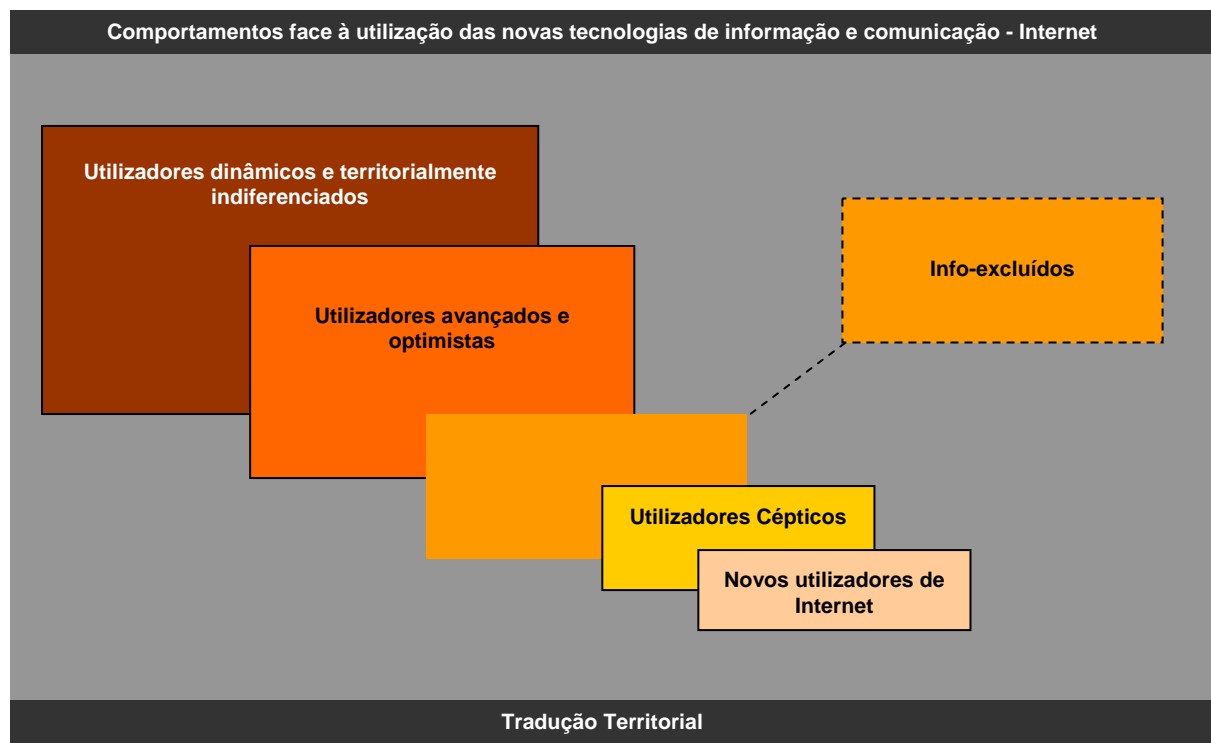 Comportamentos face à utilização das novas tecnologias de informação e comunicação - Internet
Utilizadores dinâmicos e territorialmente
indiferenciados
Info-excluídos
Utilizadores avançados e
optimistas
Utilizadores Cépticos
Novos utilizadores de
Internet
Tradução Territorial